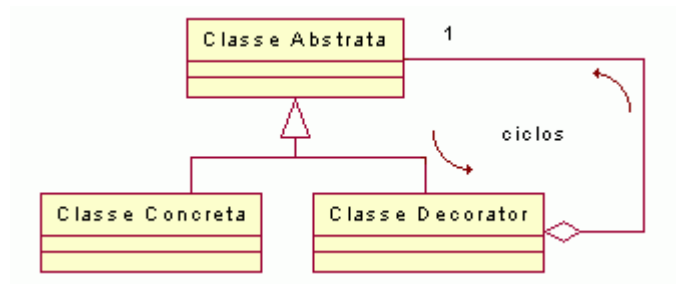 Classe Abstrata
1
ciclos
Classe Concreta
Classe Decorator